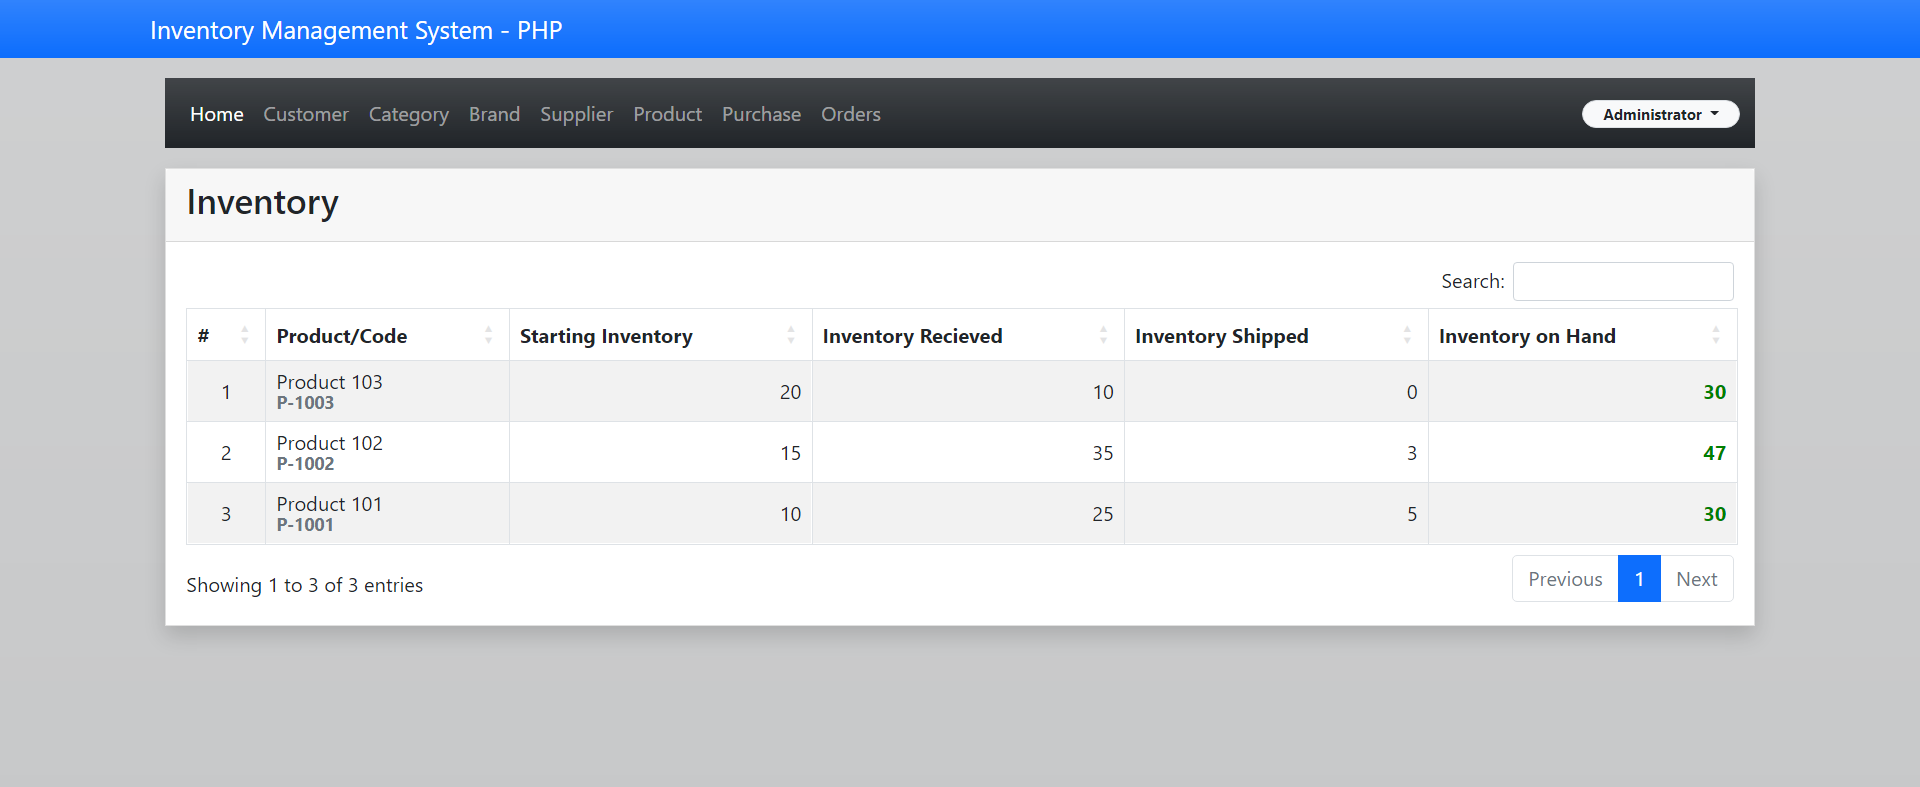 Inventory Management System - PHP
Home Customer Category Brand Supplier Product Purchase Orders Administrator
Inventory
Search:
# Product/Code Starting Inventory Inventory Recieved Inventory Shipped Inventory on Hand
1 Product 103 20 10 0 30
P-1003
2 Product 102 15 35 3 47
P-1002
3 Product 101 10 25 5 30
P-1001
Showing 1 to 3 of 3 entries
Previous 1 Next